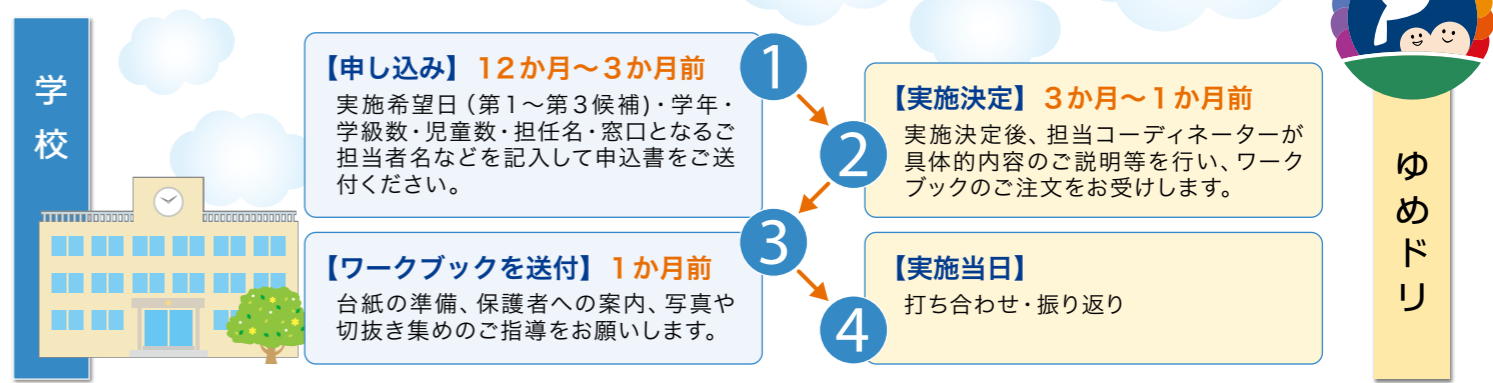 学校
1
【申し込み】12か月～3か月前
実施希望日（第1～第3候補)・学年・
学級数・児童数・担任名・窓口となるご
担当者名などを記入して申込書をご送
付ください。
2
【実施決定】3か月～1か月前
実施決定後、担当コーディネーターが
具体的内容のご説明等を行い、ワーク
ブックのご注文をお受けします。
3
【ワークブックを送付】1か月前
台紙の準備、保護者への案内、写真や
切抜き集めのご指導をお願いします。
4
【実施当日】
打ち合わせ・振り返り
ゆめドリ